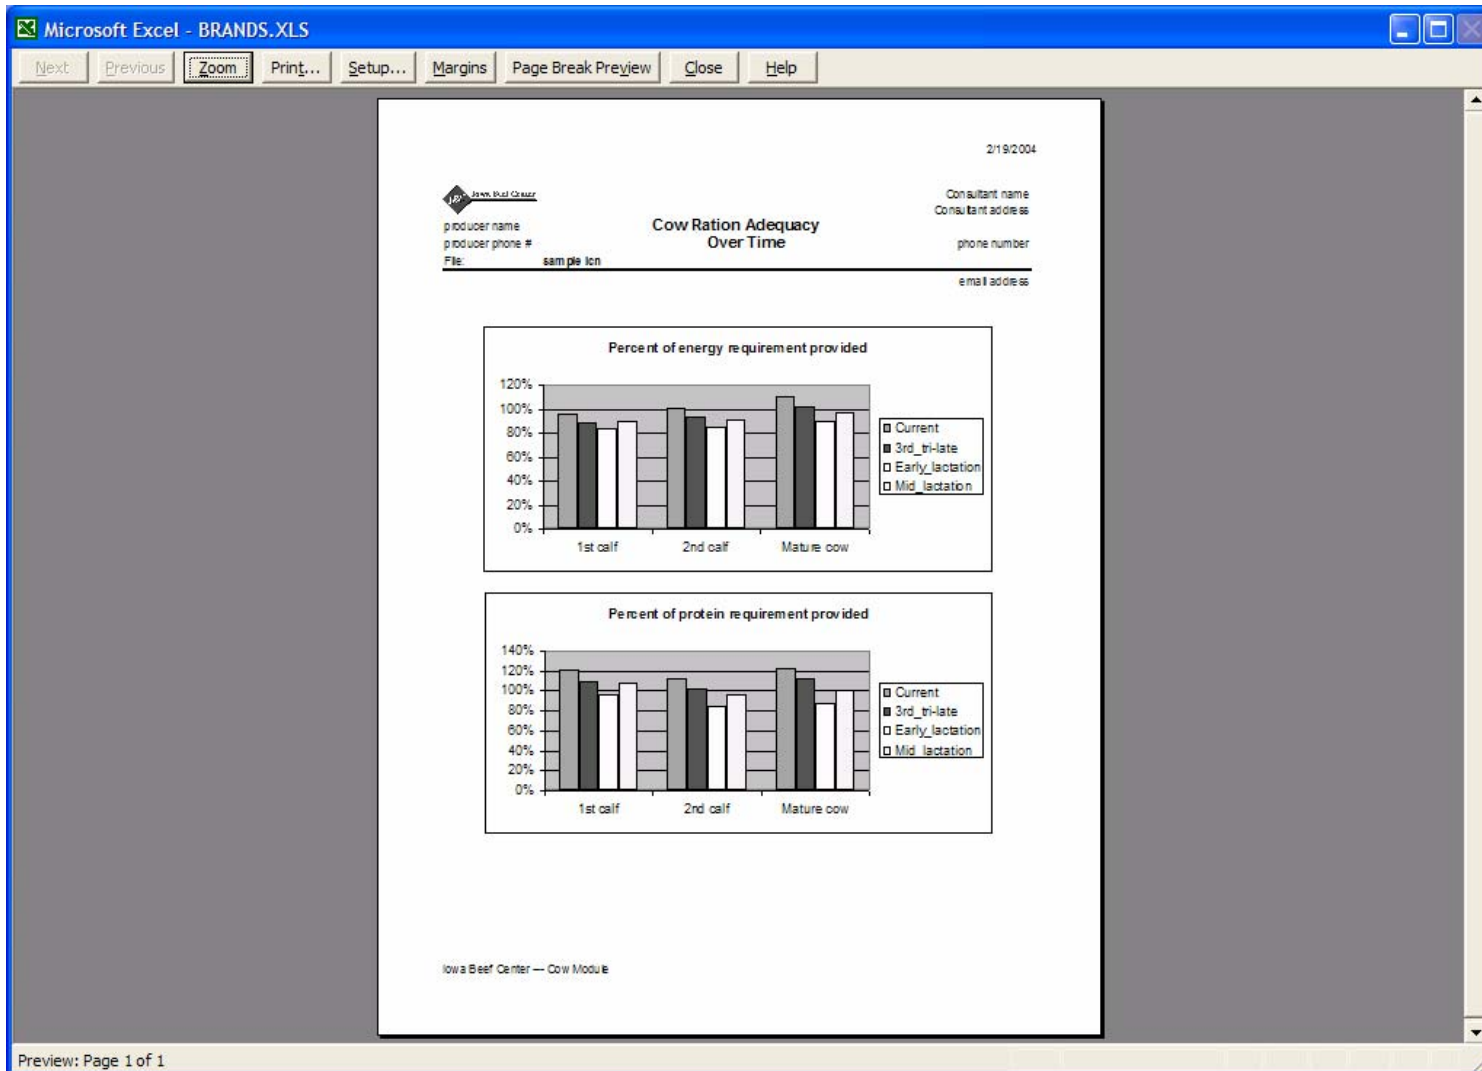 Microsoft Excel - BRANDS.XLS
Next Previous Zoom Print... Setup... Margins Page Break Preview Close Help
2/19/2004
Iowa Beef Center
Consultant name
Consultant address
producer name
Cow Ration Adequacy
producer phone #
Over Time
phone number
File: sample lcn
email address
Percent of energy requirement provided
120%
100%
80%
60%
40%
20%
0%
1st calf 2nd calf Mature cow
Current
3rd_tri-late
Early_lactation
Mid_lactation
Percent of protein requirement provided
140%
120%
100%
80%
60%
40%
20%
0%
1st calf 2nd calf Mature cow
Current
3rd_tri-late
Early_lactation
Mid_lactation
Iowa Beef Center --- Cow Module
Preview: Page 1 of 1